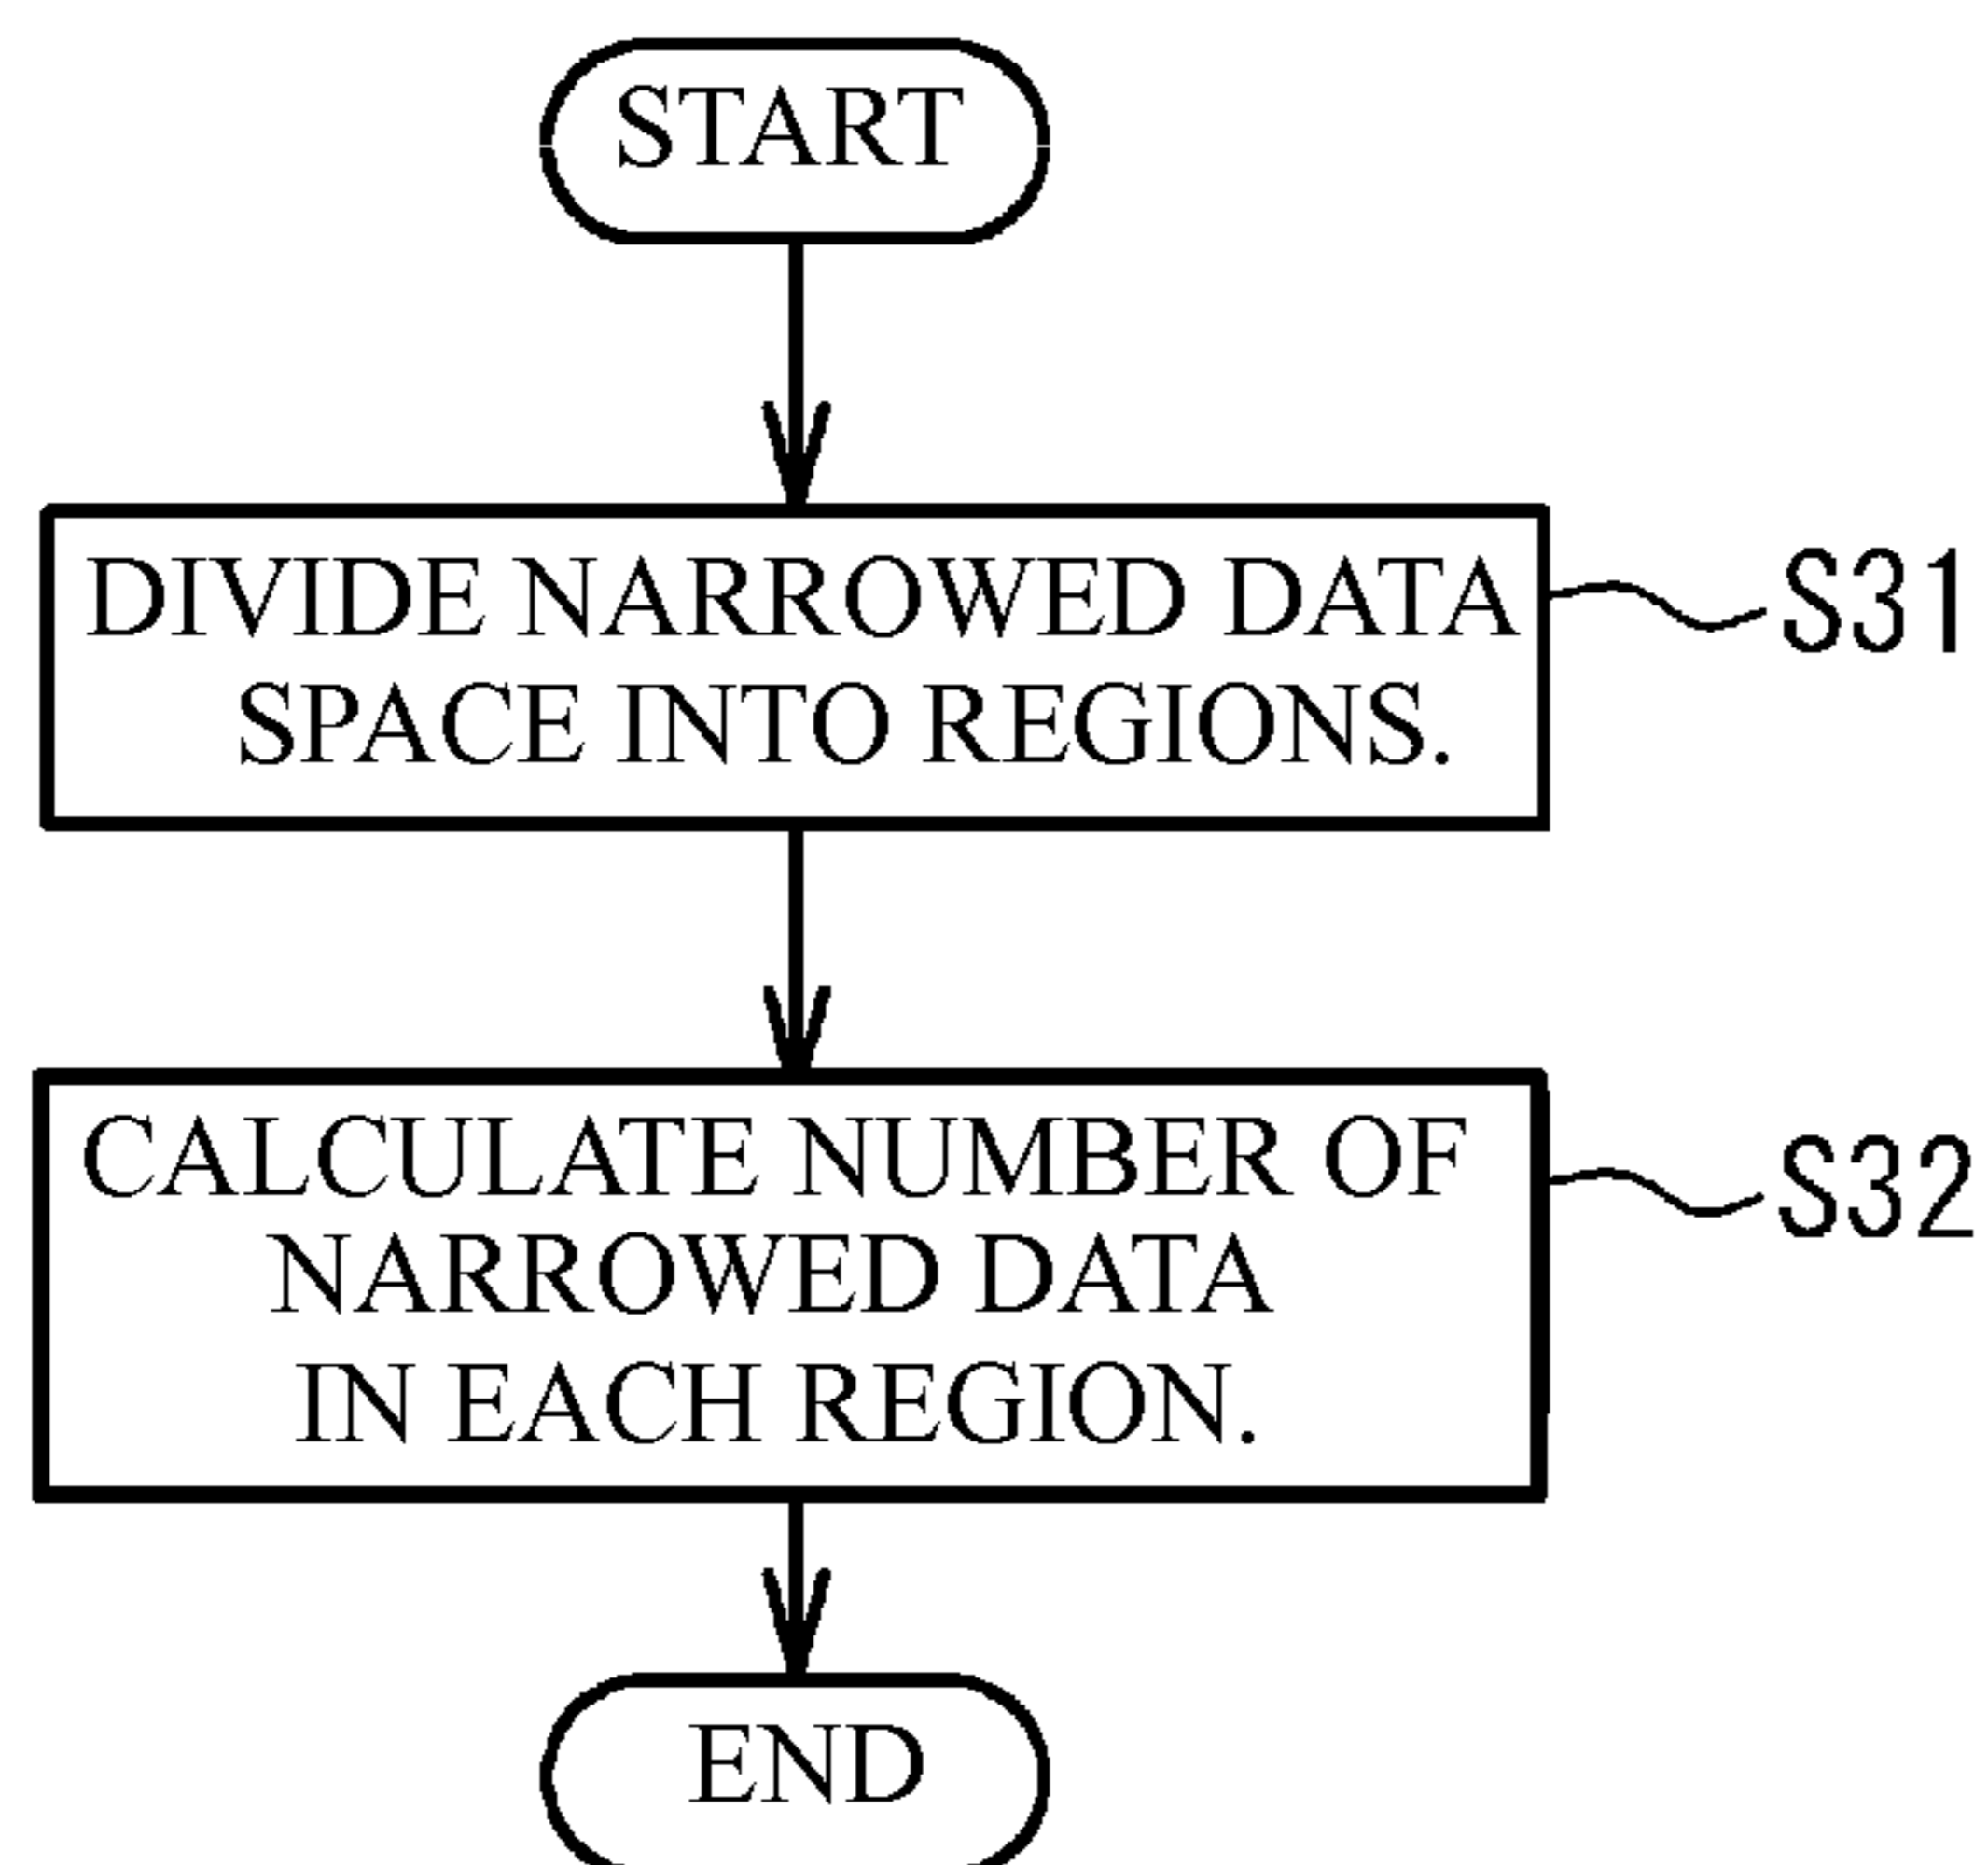 START
DIVIDE NARROWED DATA
SPACE INTO REGIONS.
S31
CALCULATE NUMBER OF
NARROWED DATA
IN EACH REGION.
S32
END